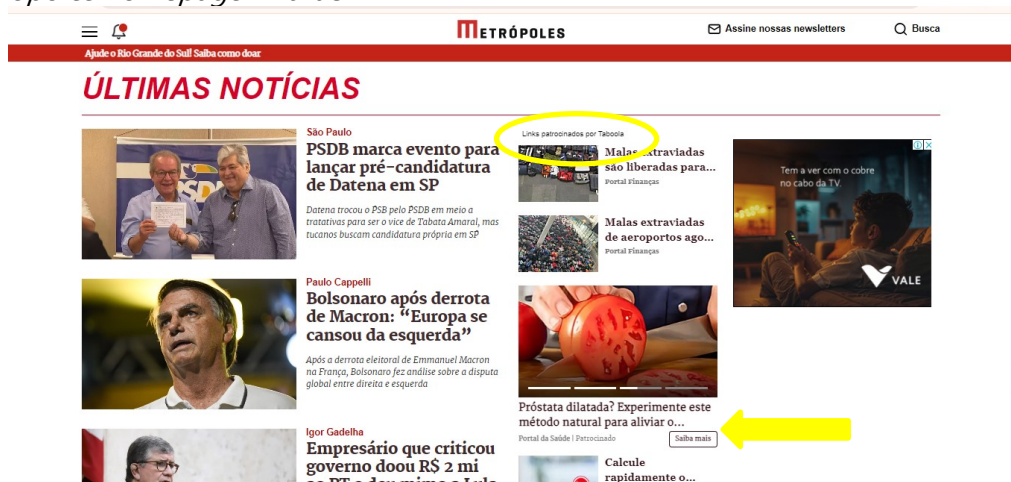 METRÓPOLES
Assine nossas newsletters
Busca
Ajude o Rio Grande do Sul! Saiba como doar
ÚLTIMAS NOTÍCIAS
São Paulo
PSDB marca evento para
lançar pré-candidatura
de Datena em SP
Datena trocou o PSB pelo PSDB em meio a
tratativas para ser o vice de Tabata Amaral, mas
tucanos buscam candidatura própria em SP
Paulo Cappelli
Bolsonaro após derrota
de Macron: “Europa se
cansou da esquerda”
Após a derrota eleitoral de Emmanuel Macron
na França, Bolsonaro fez análise sobre a disputa
global entre direita e esquerda
Igor Gadelha
Empresário que criticou
governo doou R$ 2 mi
Links patrocinados por Taboola
Malas extraviadas
são liberadas para...
Portal Finanças
Malas extraviadas
de aeroportos ago...
Portal Finanças
Próstata dilatada? Experimente este
método natural para aliviar o...
Portal da Saúde | Patrocinado
Saiba mais
Calcule
rapidamente o...
Tem a ver com o cobre
no cabo da TV.
VALE